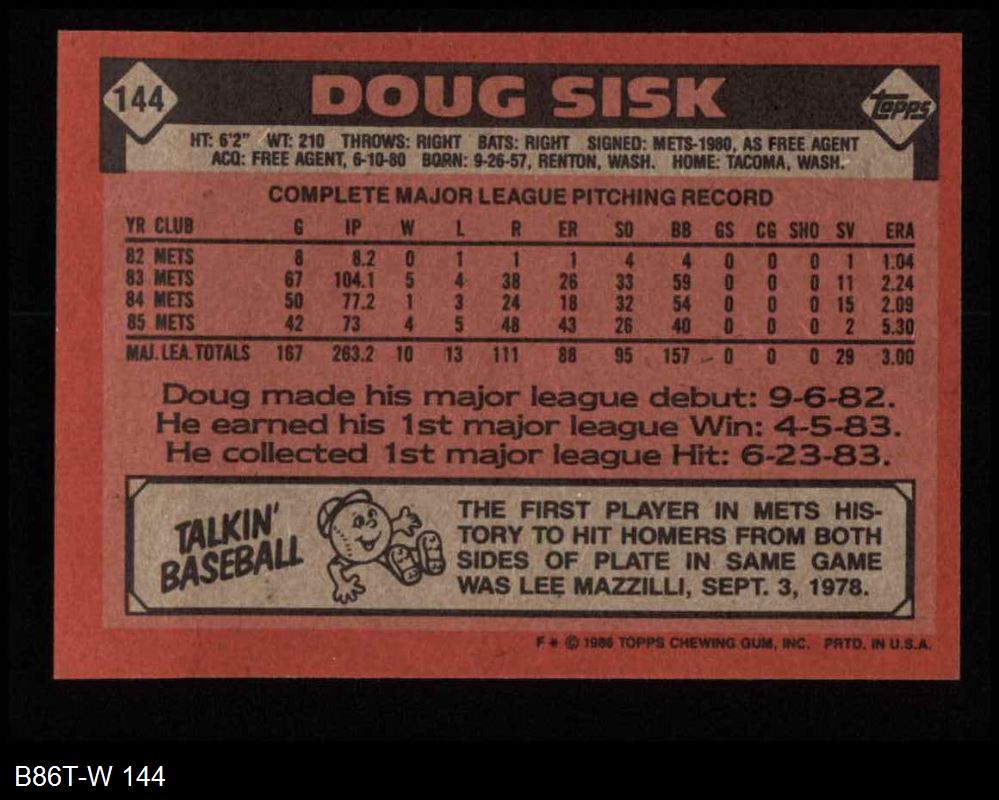 144
DOUG SISK
Topps
HT: 6'2" WT: 210 THROWS: RIGHT BATS: RIGHT SIGNED: METS-1980, AS FREE AGENT
ACQ: FREE AGENT, 6-10-80 BORN: 9-26-57, RENTON, WASH. HOME: TACOMA, WASH.
COMPLETE MAJOR LEAGUE PITCHING RECORD
YR CLUB G IP W L R ER SO BB GS CG SHO SV ERA
82 METS 8 8.2 0 1 1 1 4 4 0 0 0 1 1.04
83 METS 67 104.1 5 4 38 26 33 59 0 0 0 11 2.24
84 METS 50 77.2 1 3 24 18 32 54 0 0 0 15 2.09
85 METS 42 73 4 5 48 43 26 40 0 0 0 2 5.30
MAJ. LEA. TOTALS 167 263.2 10 13 111 88 95 157 0 0 0 29 3.00
Doug made his major league debut: 9-6-82.
He earned his 1st major league Win: 4-5-83.
He collected 1st major league Hit: 6-23-83.
TALKIN'
BASEBALL
THE FIRST PLAYER IN METS HIS-
TORY TO HIT HOMERS FROM BOTH
SIDES OF PLATE IN SAME GAME
WAS LEE MAZZILLI, SEPT. 3, 1978.
F * © 1986 TOPPS CHEWING GUM, INC. PRTD. IN U.S.A.
B86T-W 144